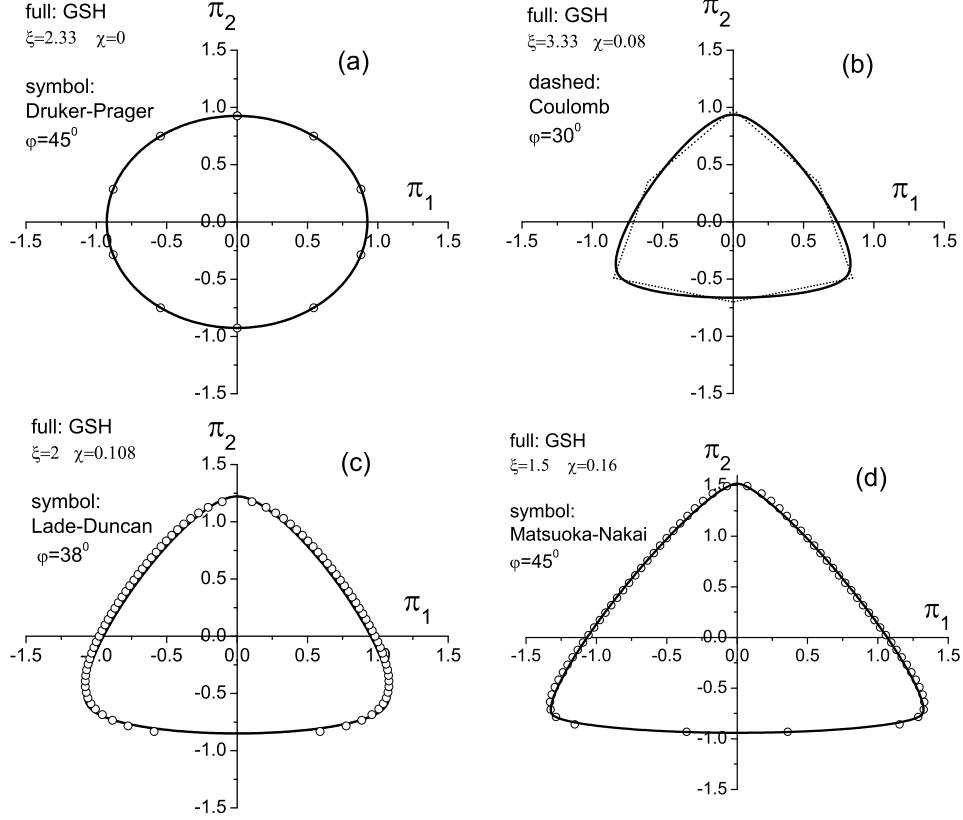 full: GSH
ξ=2.33 χ=0
symbol:
Druker-Prager
φ=45⁰
(a)
π₂
π₁
1.5
1.0
0.5
0.0
-0.5
-1.0
-1.5
-1.5 -1.0 -0.5 0.0 0.5 1.0 1.5
full: GSH
ξ=3.33 χ=0.08
dashed:
Coulomb
φ=30⁰
(b)
π₂
π₁
1.5
1.0
0.5
0.0
-0.5
-1.0
-1.5
-1.5 -1.0 -0.5 0.0 0.5 1.0 1.5
full: GSH
ξ=2 χ=0.108
symbol:
Lade-Duncan
φ=38⁰
(c)
π₂
π₁
1.5
1.0
0.5
0.0
-0.5
-1.0
-1.5
-1.5 -1.0 -0.5 0.0 0.5 1.0 1.5
full: GSH
ξ=1.5 χ=0.16
symbol:
Matsuoka-Nakai
φ=45⁰
(d)
π₂
π₁
1.5
1.0
0.5
0.0
-0.5
-1.0
-1.5
-1.5 -1.0 -0.5 0.0 0.5 1.0 1.5